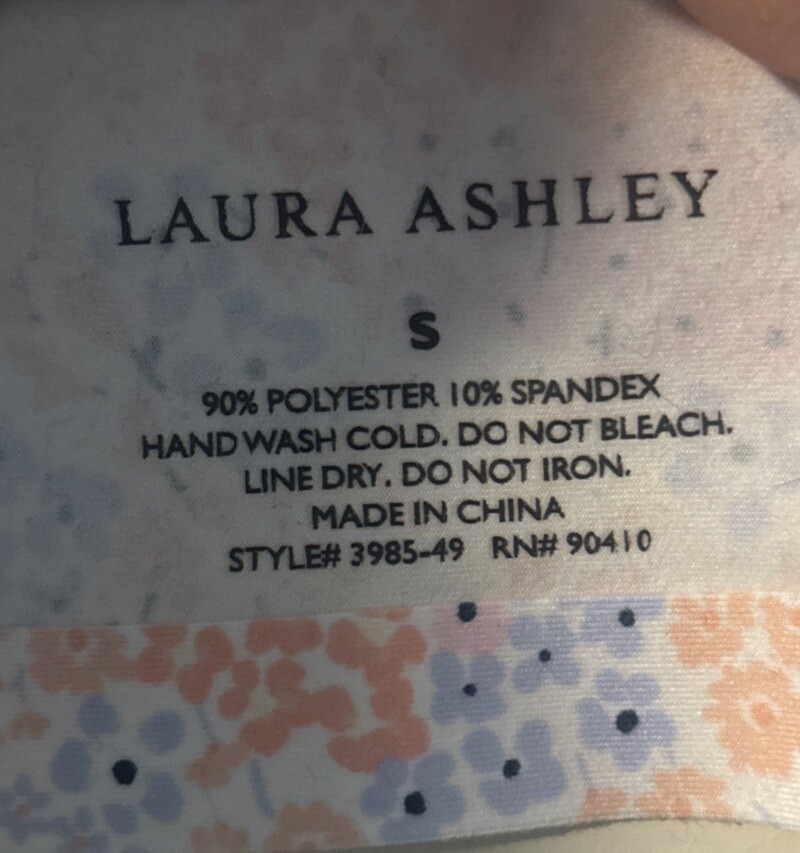 LAURA ASHLEY
S
90% POLYESTER 10% SPANDEX
HAND WASH COLD. DO NOT BLEACH.
LINE DRY. DO NOT IRON.
MADE IN CHINA
STYLE# 3985-49 RN# 90410